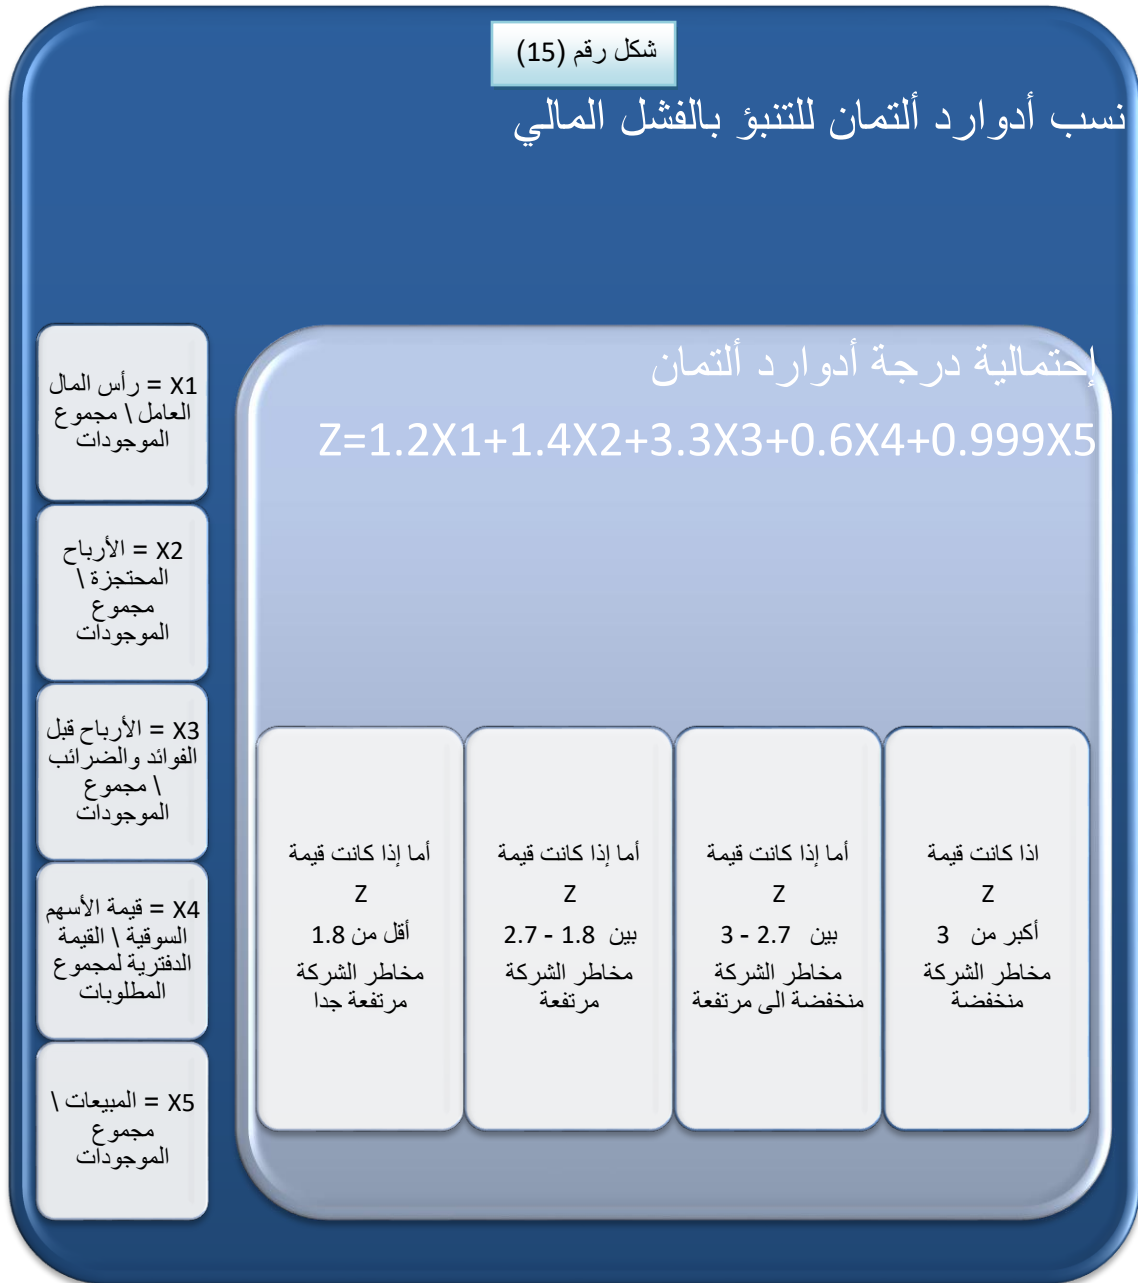 شكل رقم (15)
نسب أدوارد ألتمان للتنبؤ بالفشل المالي
إحتمالية درجة أدوارد ألتمان
Z=1.2X1+1.4X2+3.3X3+0.6X4+0.999X5
اذا كانت قيمة
Z
أكبر من 3
مخاطر الشركة
منخفضة
أما إذا كانت قيمة
Z
بين 2.7 - 3
مخاطر الشركة
منخفضة الى مرتفعة
أما إذا كانت قيمة
Z
بين 1.8 - 2.7
مخاطر الشركة
مرتفعة
أما إذا كانت قيمة
Z
أقل من 1.8
مخاطر الشركة
مرتفعة جدا
X1 = رأس المال
العامل \ مجموع
الموجودات
X2 = الأرباح
المحتجزة \
مجموع
الموجودات
X3 = الأرباح قبل
الفوائد والضرائب
\ مجموع
الموجودات
X4 = قيمة الأسهم
السوقية \ القيمة
الدفترية لمجموع
المطلوبات
X5 = المبيعات \
مجموع
الموجودات